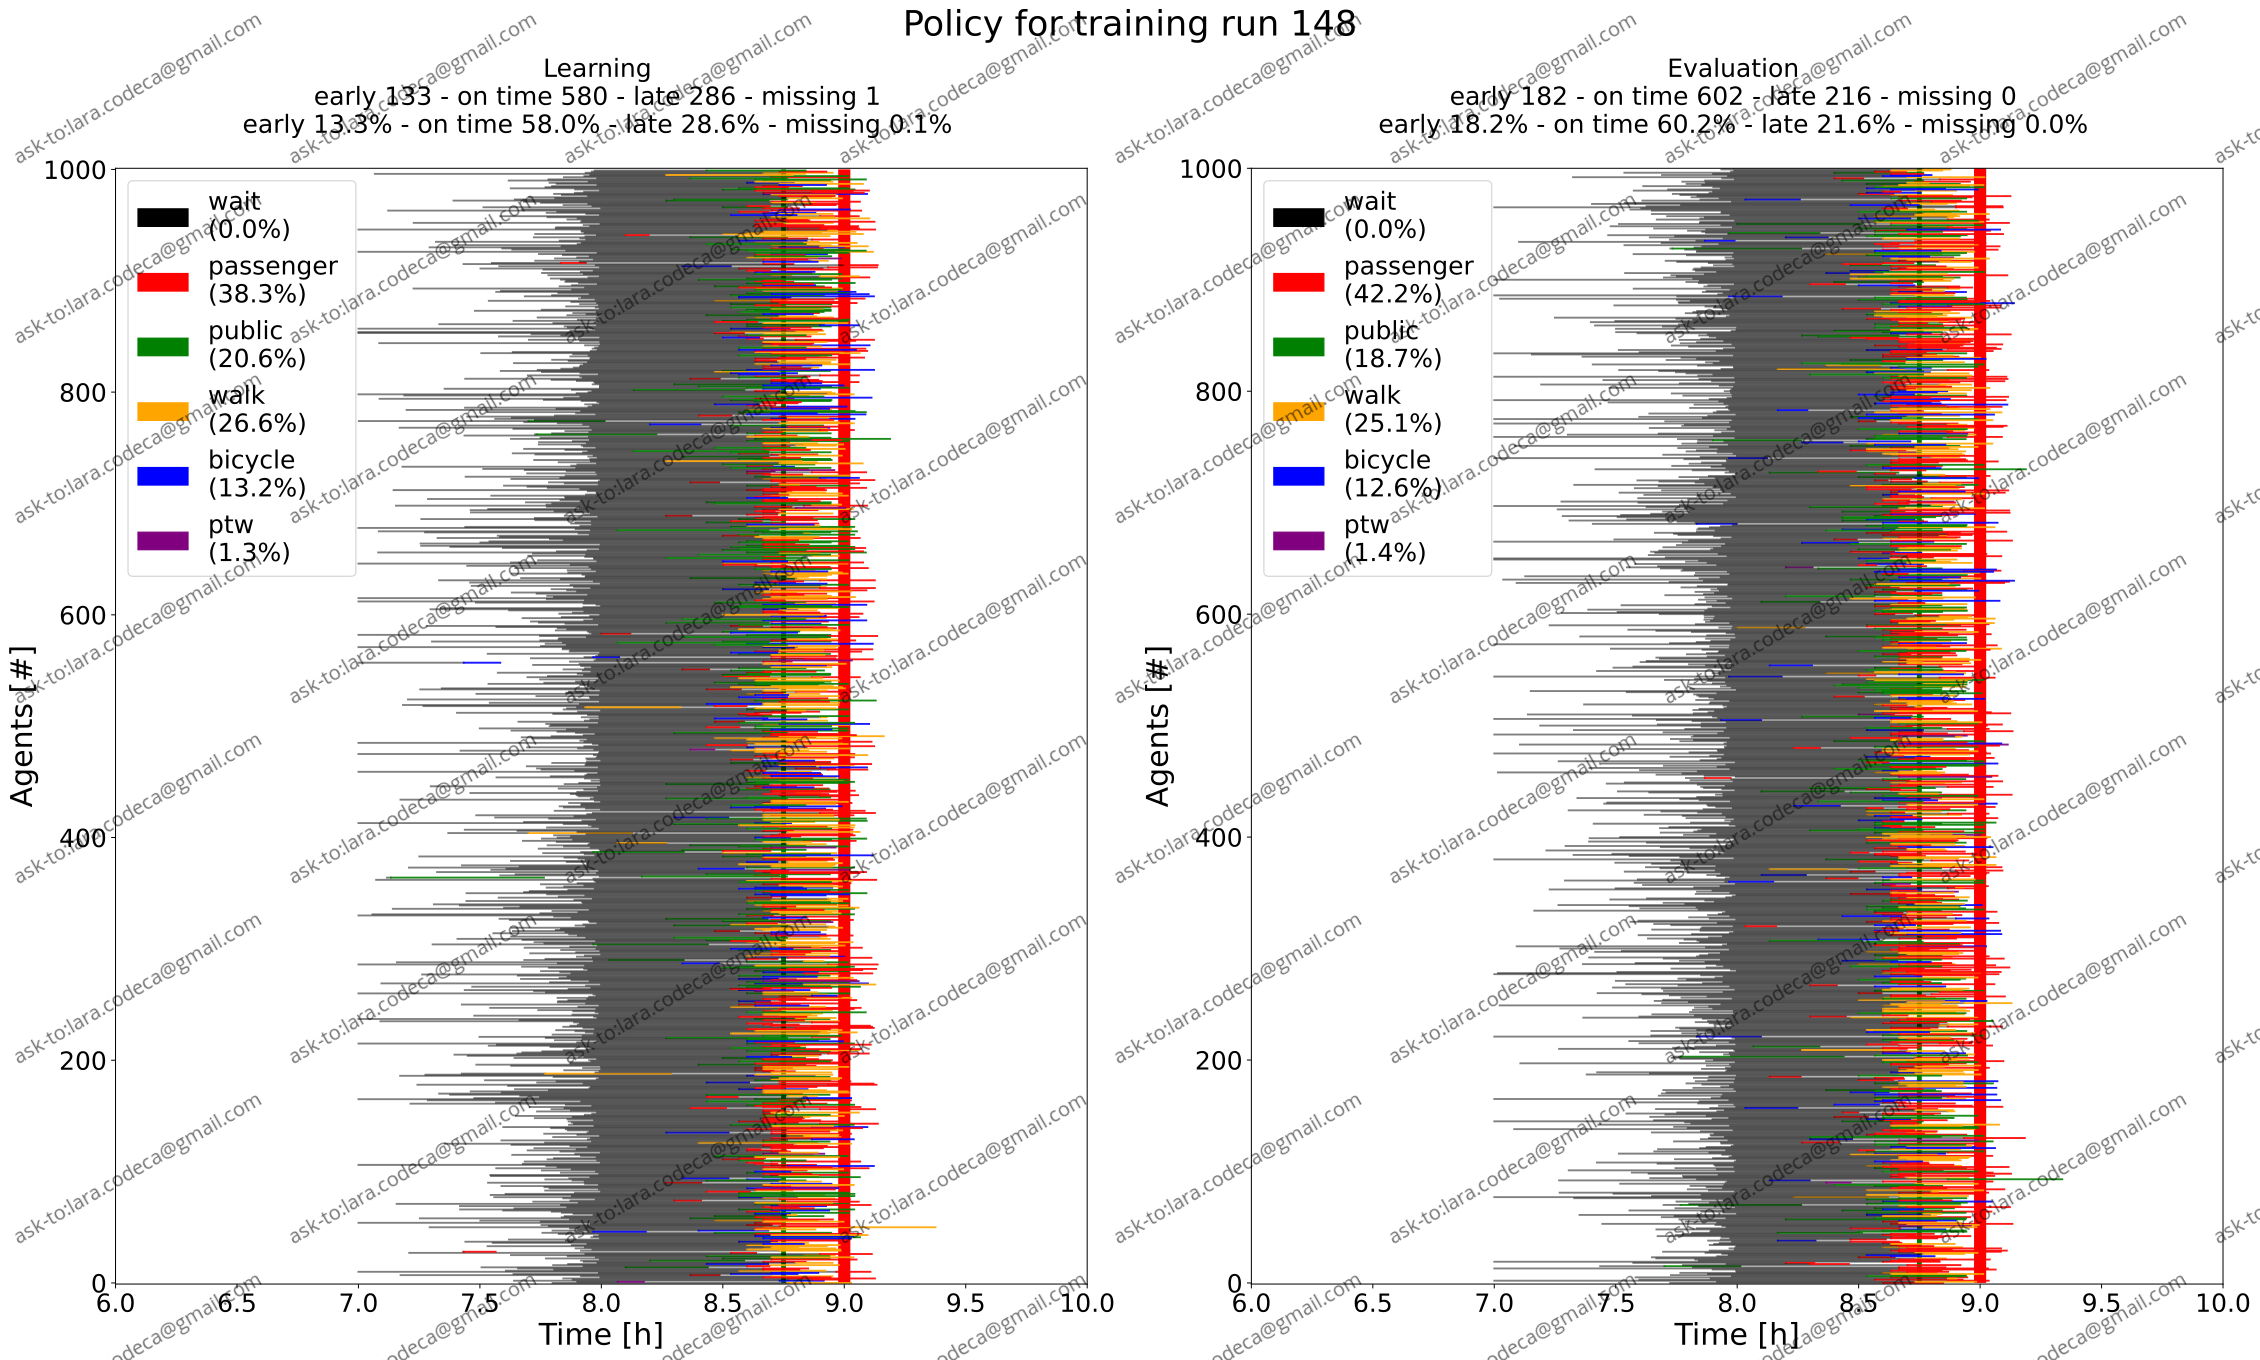 Policy for training run 148
Learning
early 133 - on time 580 - late 286 - missing 1
early 13.3% - on time 58.0% - late 28.6% - missing 0.1%
1000
800
600
400
200
0
Agents [#]
wait
(0.0%)
passenger
(38.3%)
public
(20.6%)
walk
(26.6%)
bicycle
(13.2%)
ptw
(1.3%)
6.0 6.5 7.0 7.5 8.0 8.5 9.0 9.5 10.0
Time [h]
Evaluation
early 182 - on time 602 - late 216 - missing 0
early 18.2% - on time 60.2% - late 21.6% - missing 0.0%
1000
800
600
400
200
0
Agents [#]
wait
(0.0%)
passenger
(42.2%)
public
(18.7%)
walk
(25.1%)
bicycle
(12.6%)
ptw
(1.4%)
6.0 6.5 7.0 7.5 8.0 8.5 9.0 9.5 10.0
Time [h]
ask-to:lara.codeca@gmail.com